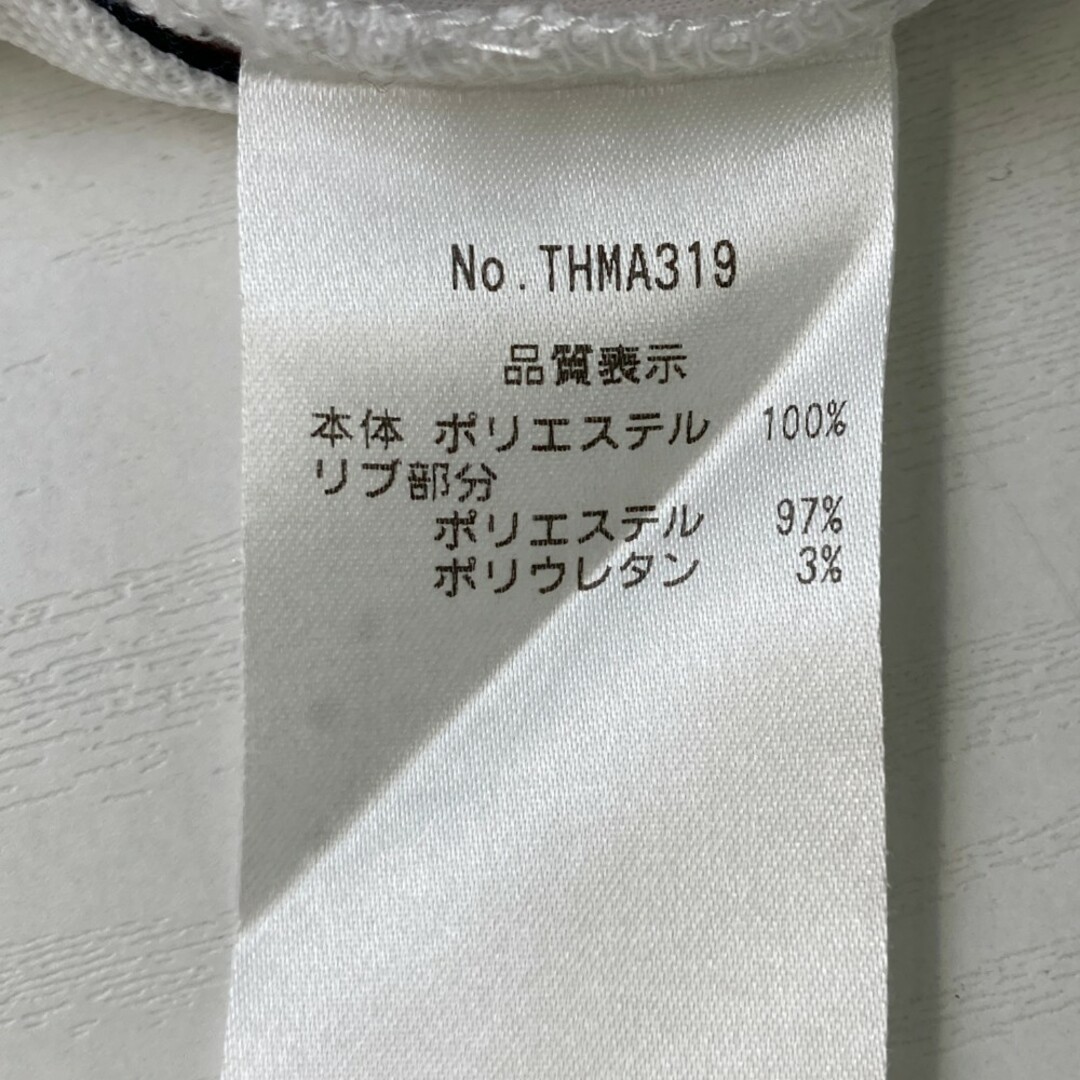 No.THMA319
品質表示
本体 ポリエステル 100%
リブ部分
ポリエステル 97%
ポリウレタン 3%